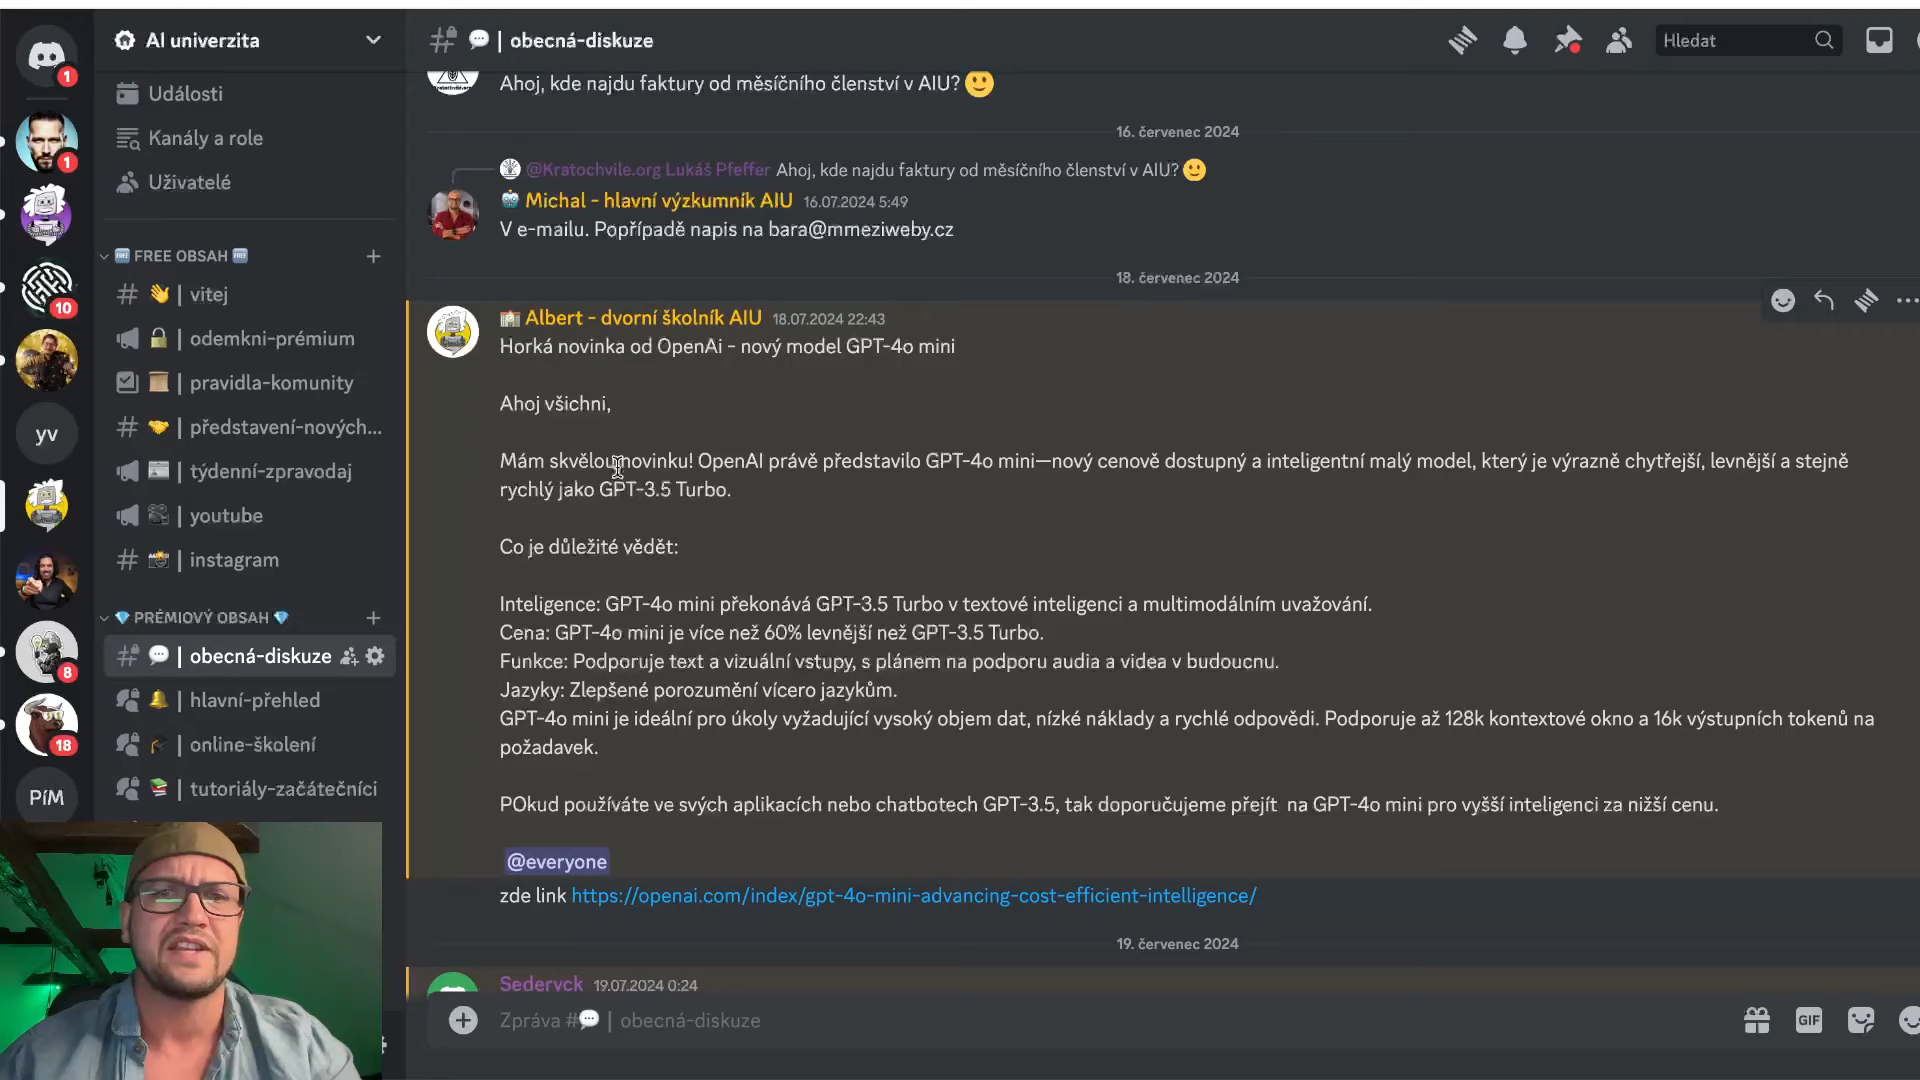 AI univerzita
Události
Kanály a role
Uživatelé
FREE OBSAH
vitej
odemkni-prémium
pravidla-komunity
představení-nových...
týdenní-zpravodaj
youtube
instagram
PRÉMIOVÝ OBSAH
obecná-diskuze
hlavní-přehled
online-školení
tutoriály-začátečníci
1
1
10
YV
8
18
PíM
| obecná-diskuze
Hledat
Ahoj, kde najdu faktury od měsíčního členství v AIU? 🙂
16. červenec 2024
@Kratochvile.org Lukáš Pfeffer Ahoj, kde najdu faktury od měsíčního členství v AIU? 🙂
Michal - hlavní výzkumník AIU 16.07.2024 5:49
V e-mailu. Popřípadě napis na bara@mmeziweby.cz
18. červenec 2024
Albert - dvorní školník AIU 18.07.2024 22:43
Horká novinka od OpenAi - nový model GPT-4o mini
Ahoj všichni,
Mám skvělou novinku! OpenAI právě představilo GPT-4o mini—nový cenově dostupný a inteligentní malý model, který je výrazně chytřejší, levnější a stejně
rychlý jako GPT-3.5 Turbo.
Co je důležité vědět:
Inteligence: GPT-4o mini překonává GPT-3.5 Turbo v textové inteligenci a multimodálním uvažování.
Cena: GPT-4o mini je více než 60% levnější než GPT-3.5 Turbo.
Funkce: Podporuje text a vizuální vstupy, s plánem na podporu audia a videa v budoucnu.
Jazyky: Zlepšené porozumění vícero jazykům.
GPT-4o mini je ideální pro úkoly vyžadující vysoký objem dat, nízké náklady a rychlé odpovědi. Podporuje až 128k kontextové okno a 16k výstupních tokenů na
požadavek.
POkud používáte ve svých aplikacích nebo chatbotech GPT-3.5, tak doporučujeme přejít na GPT-4o mini pro vyšší inteligenci za nižší cenu.
@everyone
zde link https://openai.com/index/gpt-4o-mini-advancing-cost-efficient-intelligence/
19. červenec 2024
Sedervck 19.07.2024 0:24
Zpráva #💬 | obecná-diskuze
GIF